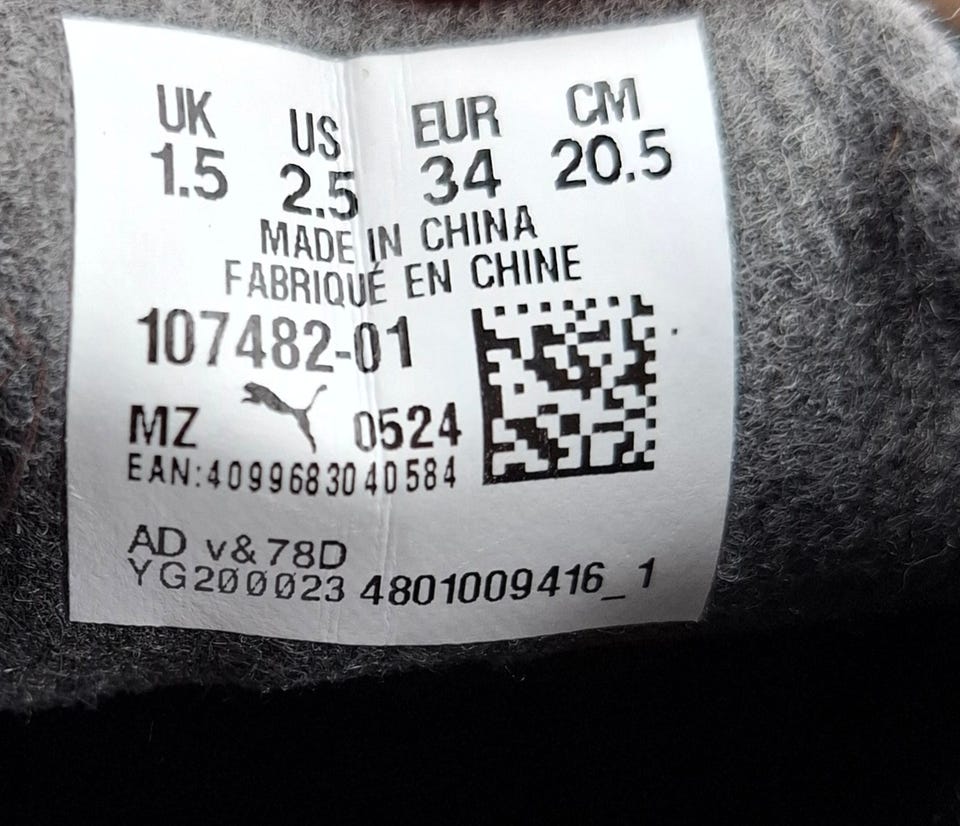 UK US EUR CM
1.5 2.5 34 20.5
MADE IN CHINA
FABRIQUÉ EN CHINE
107482-01
MZ 0524
EAN:4099683040584
AD v&78D
YG200023 4801009416_1